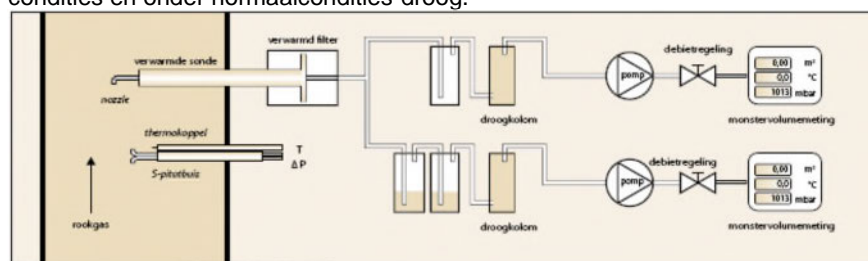 condities en onder normaalcondities droog.
verwarmd filter
verwarmde sonde
nozzle
thermokoppel
T
ΔP
S-pitotbuis
rookgas
droogkolom
pomp
debietregeling
0,00 m³
0,0 °C
1013 mbar
monstervolumemeting
droogkolom
pomp
debietregeling
0,00 m³
0,0 °C
1013 mbar
monstervolumemeting